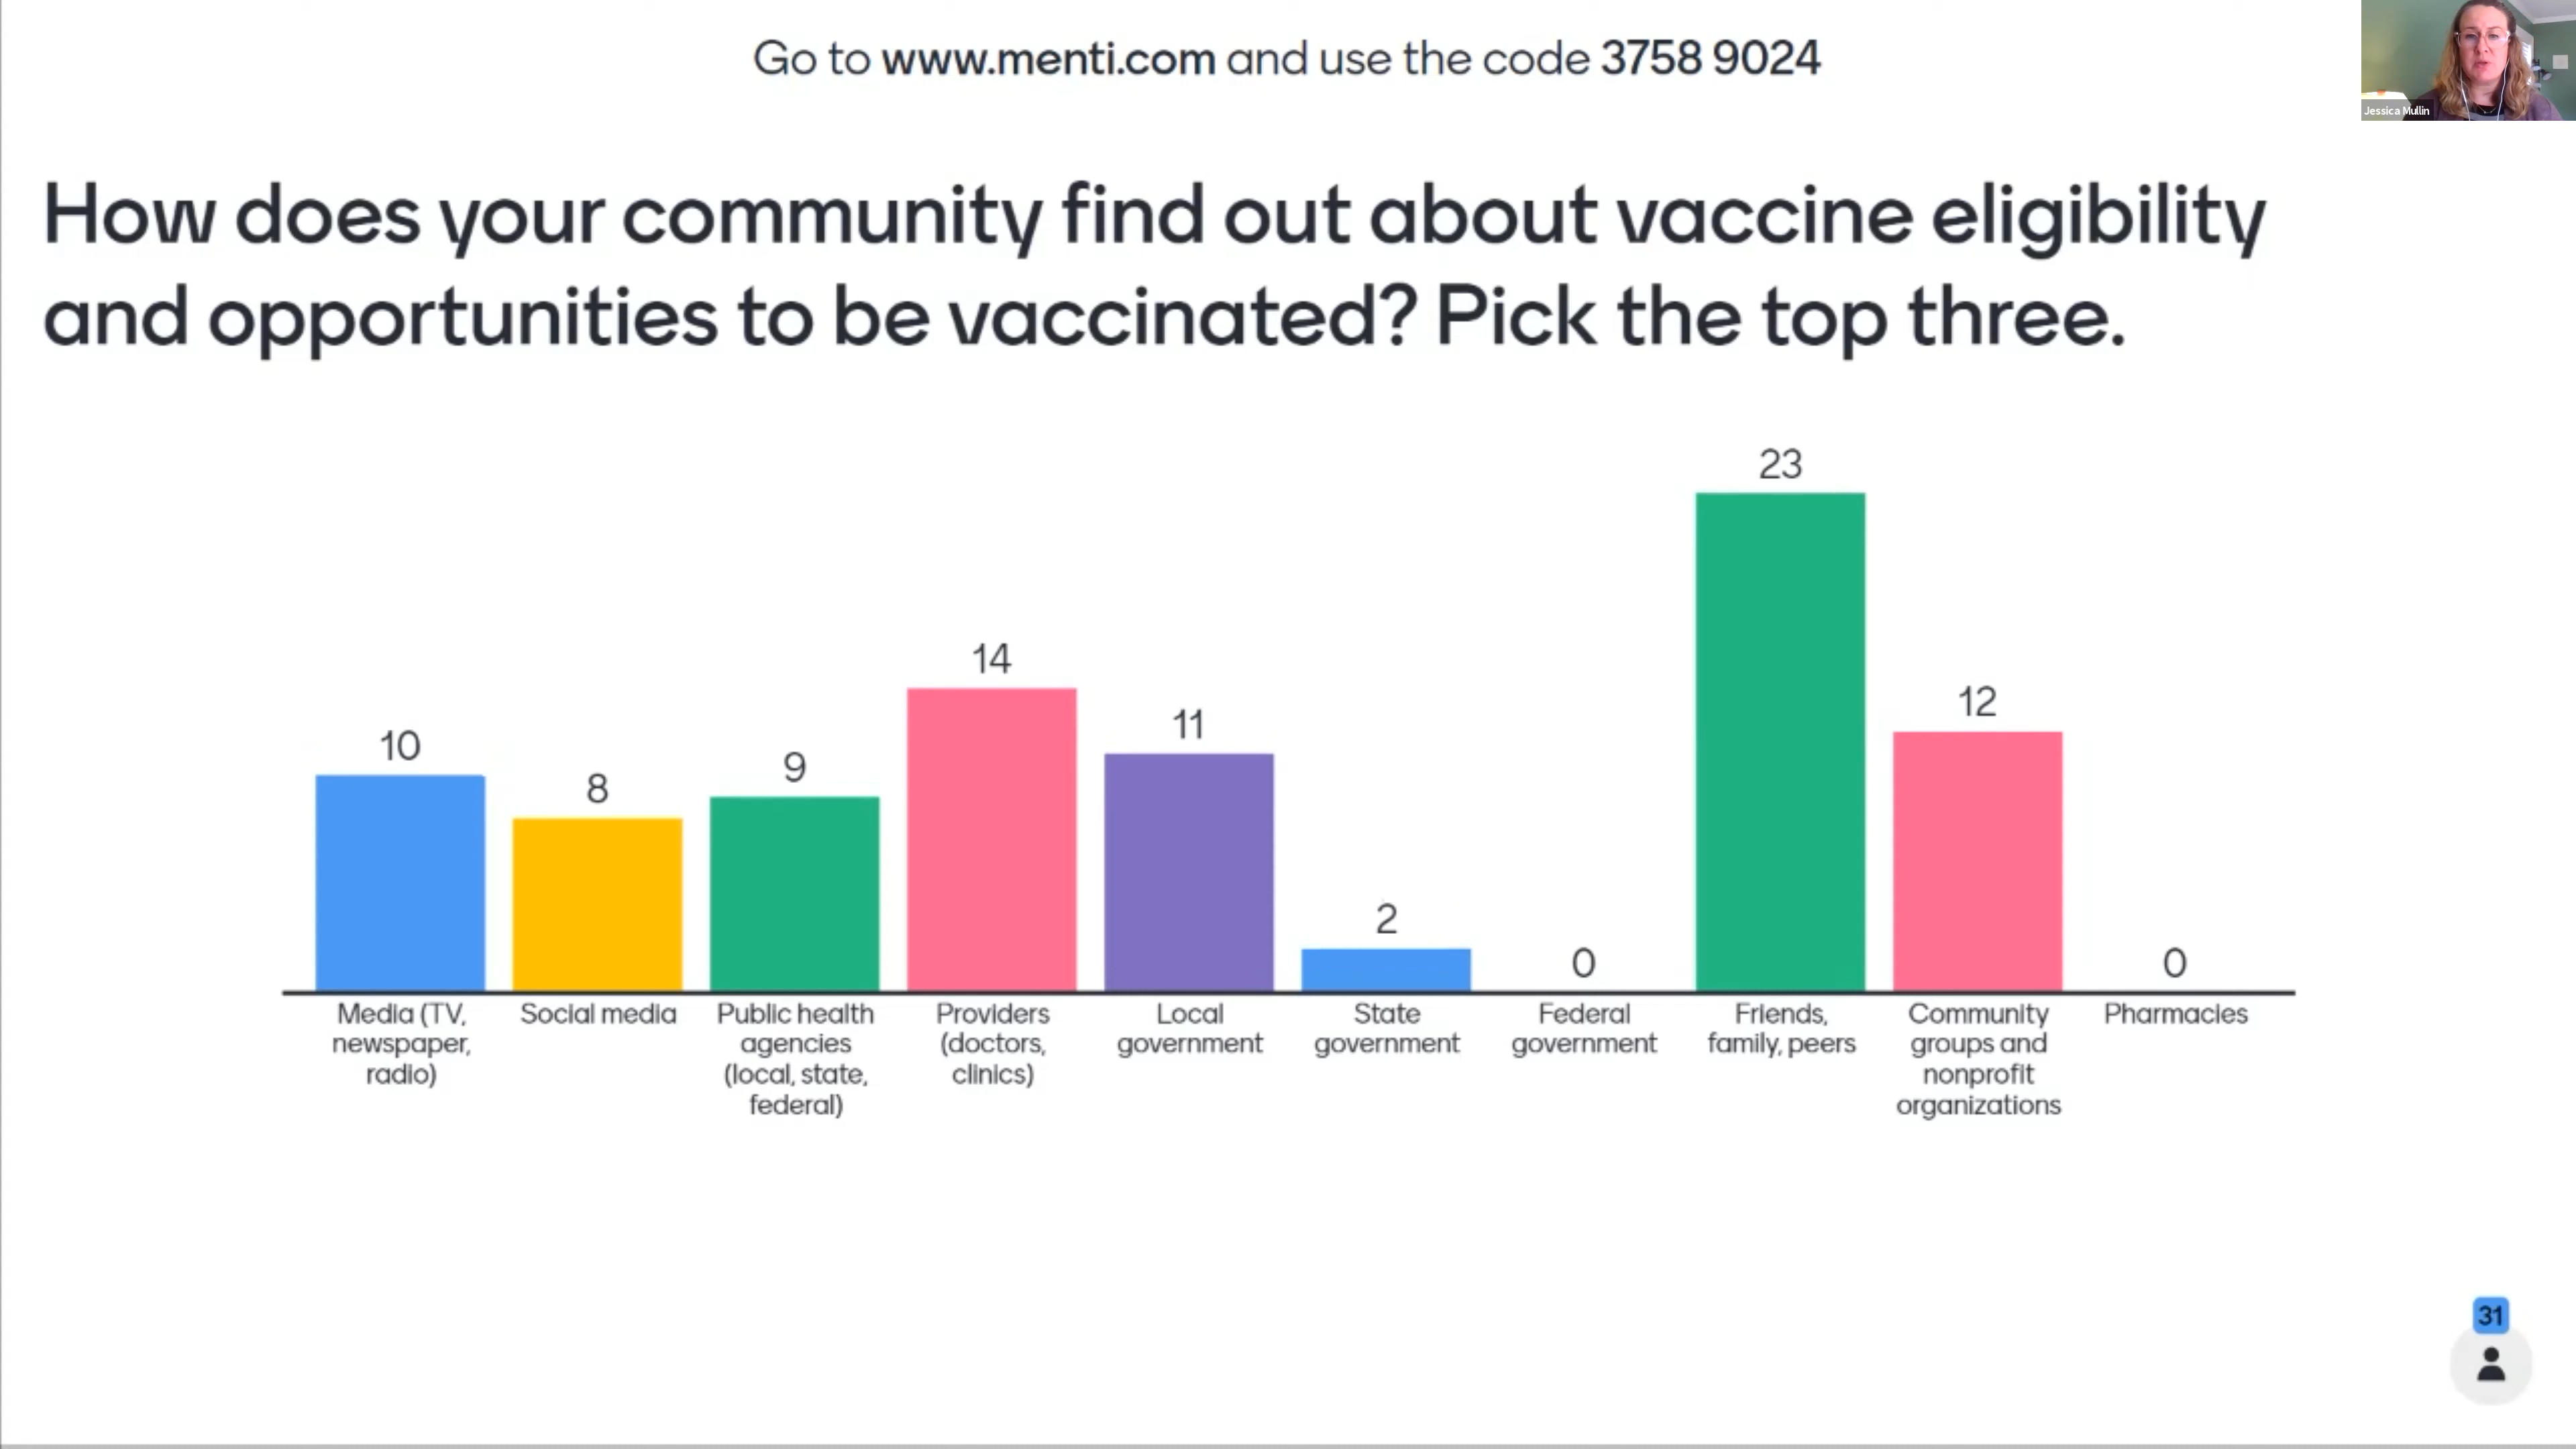 Go to www.menti.com and use the code 3758 9024
Jessica Mullin
How does your community find out about vaccine eligibility
and opportunities to be vaccinated? Pick the top three.
23
14
12
11
10
9
8
2
0
0
Media (TV,
newspaper,
radio)
Social media
Public health
agencies
(local, state,
federal)
Providers
(doctors,
clinics)
Local
government
State
government
Federal
government
Friends,
family, peers
Community
groups and
nonprofit
organizations
Pharmacies
31